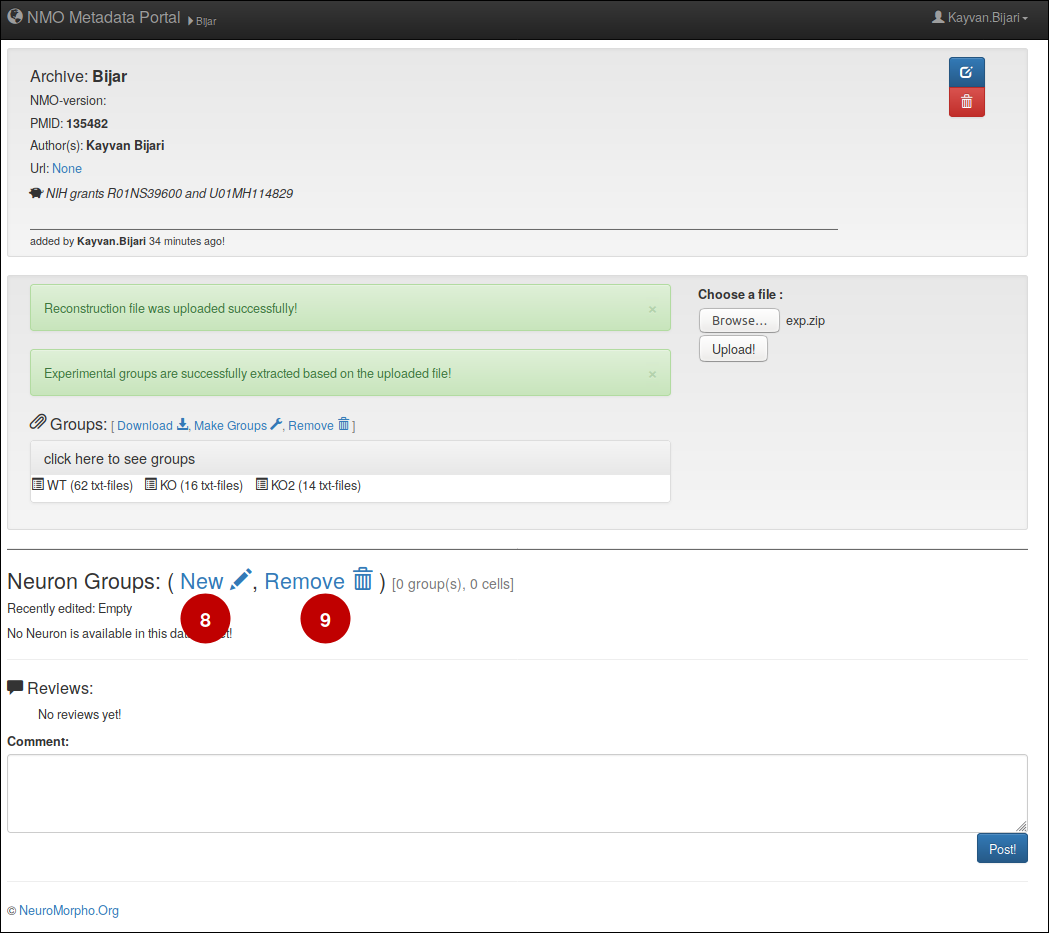 NMO Metadata Portal Bijar
Kayvan.Bijari
Archive: Bijar
NMO-version:
PMID: 135482
Author(s): Kayvan Bijari
Url: None
NIH grants R01NS39600 and U01MH114829
added by Kayvan.Bijari 34 minutes ago!
Reconstruction file was uploaded successfully! ×
Experimental groups are successfully extracted based on the uploaded file! ×
Choose a file :
Browse... exp.zip
Upload!
Groups: [ Download , Make Groups , Remove ]
click here to see groups
WT (62 txt-files) KO (16 txt-files) KO2 (14 txt-files)
Neuron Groups: ( New , Remove ) [0 group(s), 0 cells]
8 9
Recently edited: Empty
No Neuron is available in this
Reviews:
No reviews yet!
Comment:
Post!
© NeuroMorpho.Org